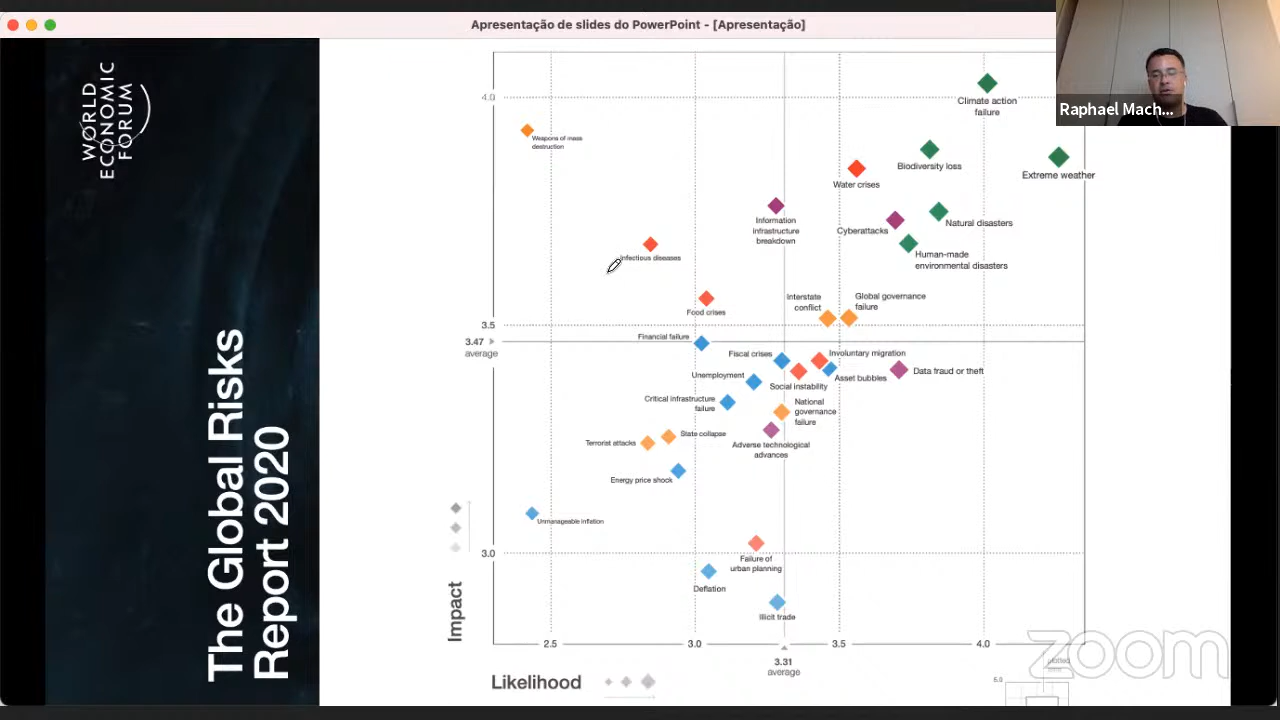 Apresentação de slides do PowerPoint - [Apresentação]
Raphael Mach...
WORLD
ECONOMIC
FORUM
The Global Risks
Report 2020
4.0
3.5
3.47
average
3.0
Impact
2.5
3.0
3.5
4.0
3.31
average
Likelihood
Climate action
failure
Weapons of mass
destruction
Biodiversity loss
Extreme weather
Water crises
Information
infrastructure
breakdown
Cyberattacks
Natural disasters
Human-made
environmental disasters
Infectious diseases
Food crises
Interstate
conflict
Global governance
failure
Financial failure
Fiscal crises
Involuntary migration
Unemployment
Social instability
Asset bubbles
Data fraud or theft
Critical infrastructure
failure
National
governance
failure
Terrorist attacks
State collapse
Adverse technological
advances
Energy price shock
Unmanageable inflation
Failure of
urban planning
Deflation
Illicit trade
plotted
5.0
zoom